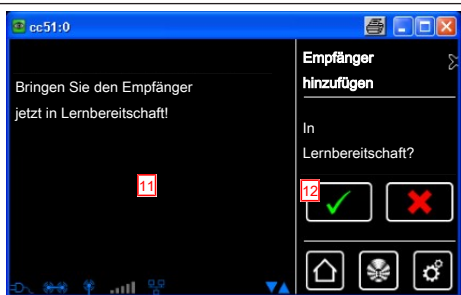 cc51:0
Empfänger
hinzufügen
Bringen Sie den Empfänger
jetzt in Lernbereitschaft!
In
Lernbereitschaft?
11
12